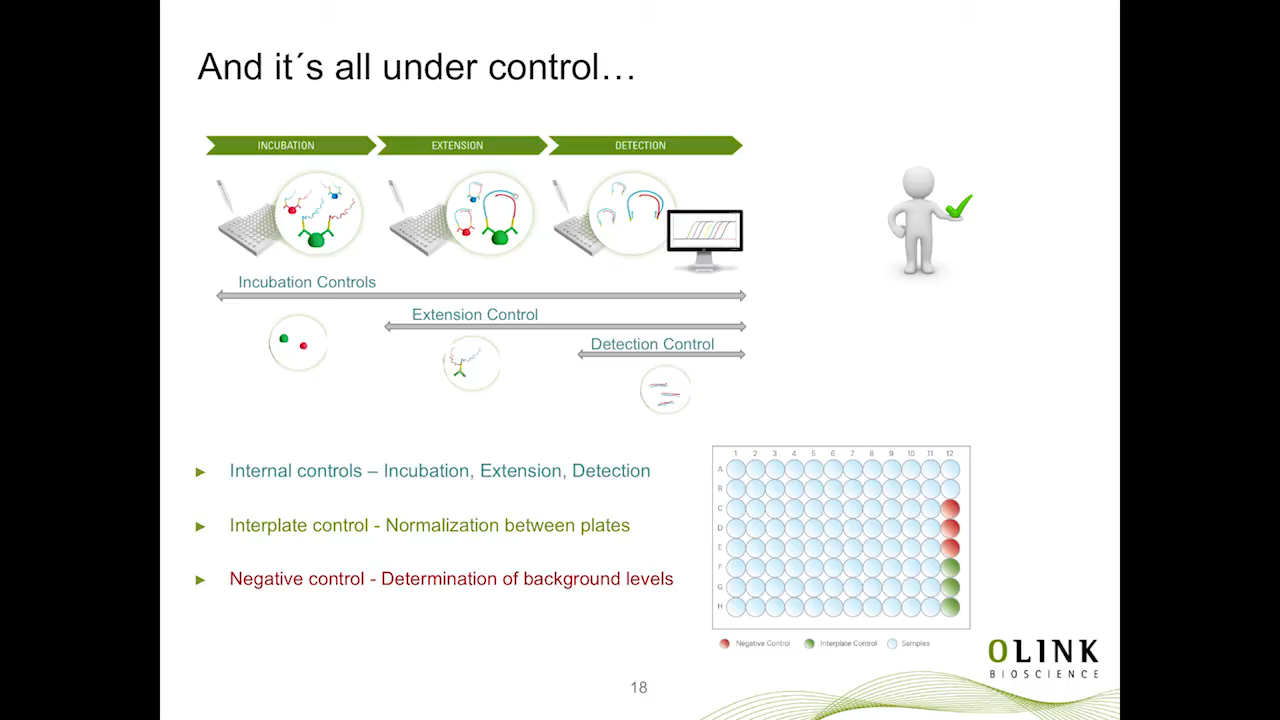 And it´s all under control…
INCUBATION
EXTENSION
DETECTION
Incubation Controls
Extension Control
Detection Control
► Internal controls – Incubation, Extension, Detection
► Interplate control - Normalization between plates
► Negative control - Determination of background levels
1 2 3 4 5 6 7 8 9 10 11 12
A
B
C
D
E
F
G
H
Negative Control
Interplate Control
Samples
OLINK
BIOSCIENCE
18